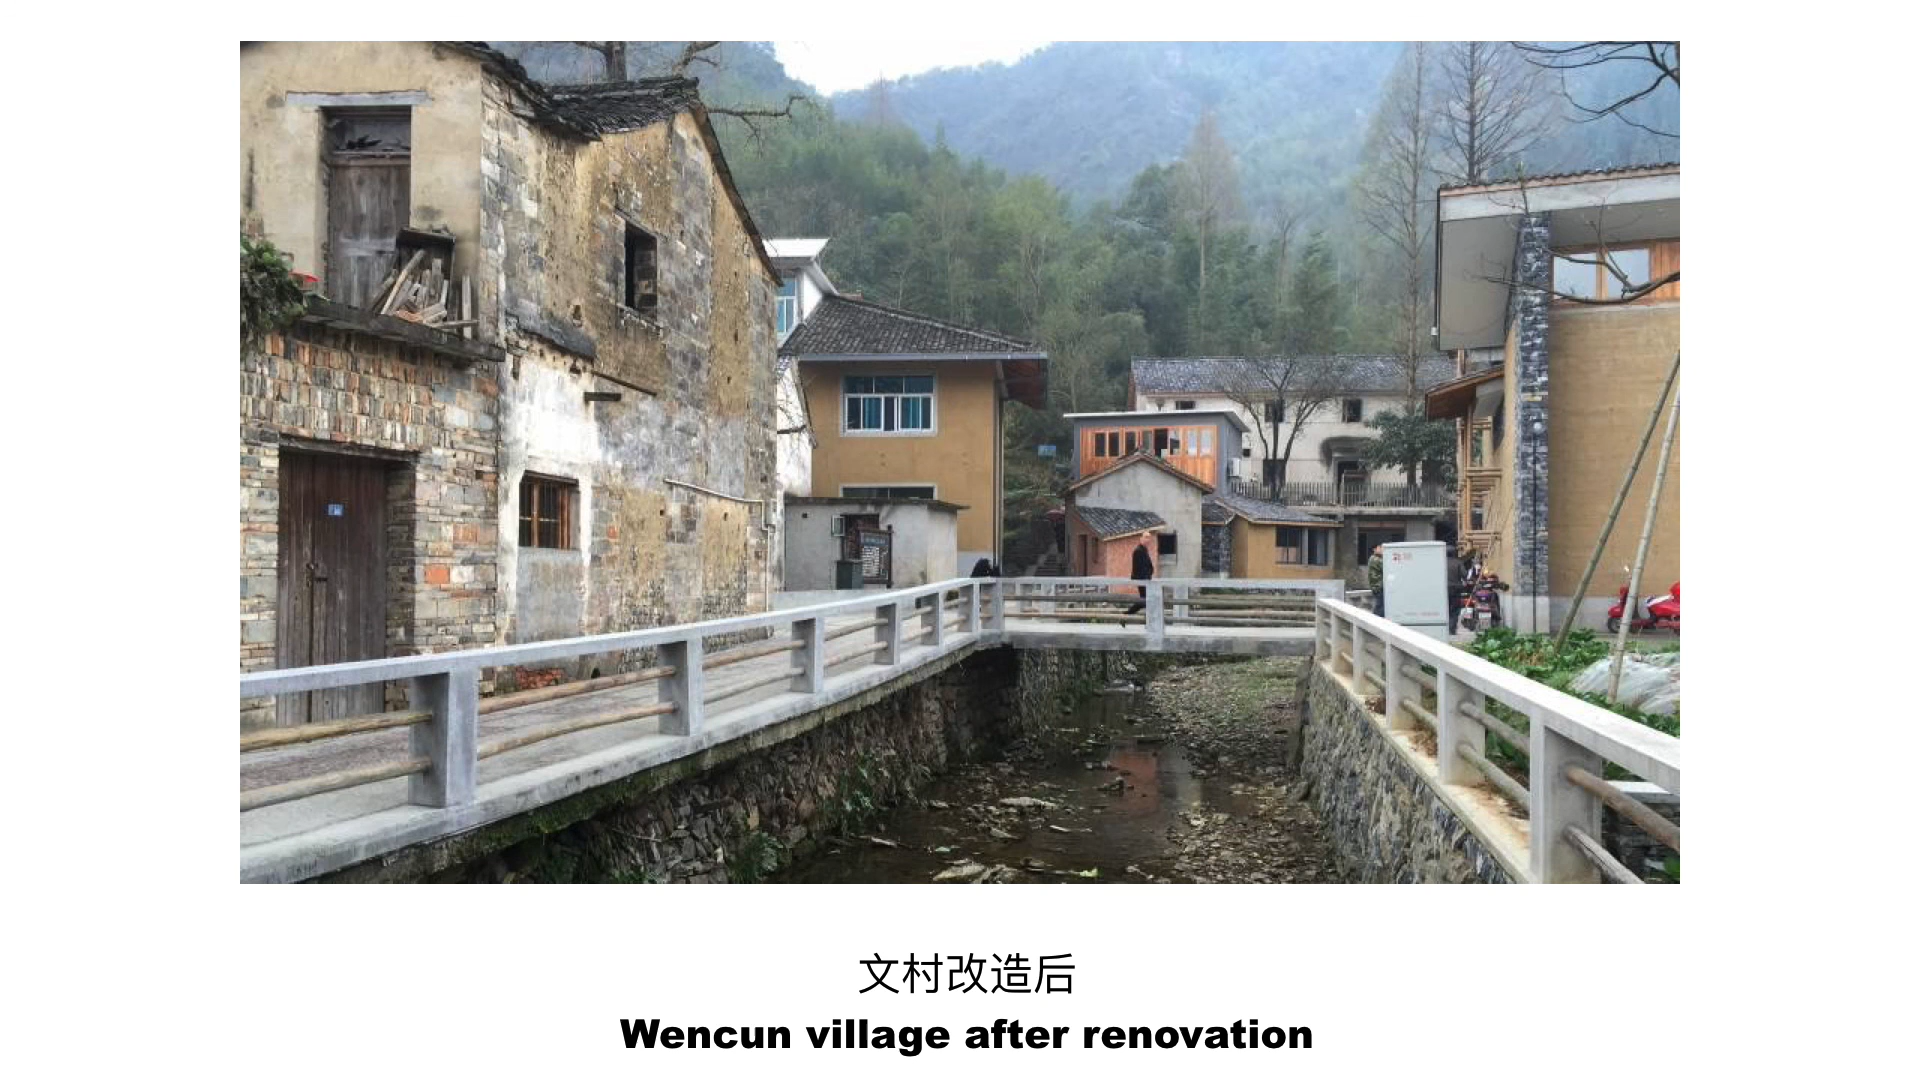 文村改造后
Wencun village after renovation